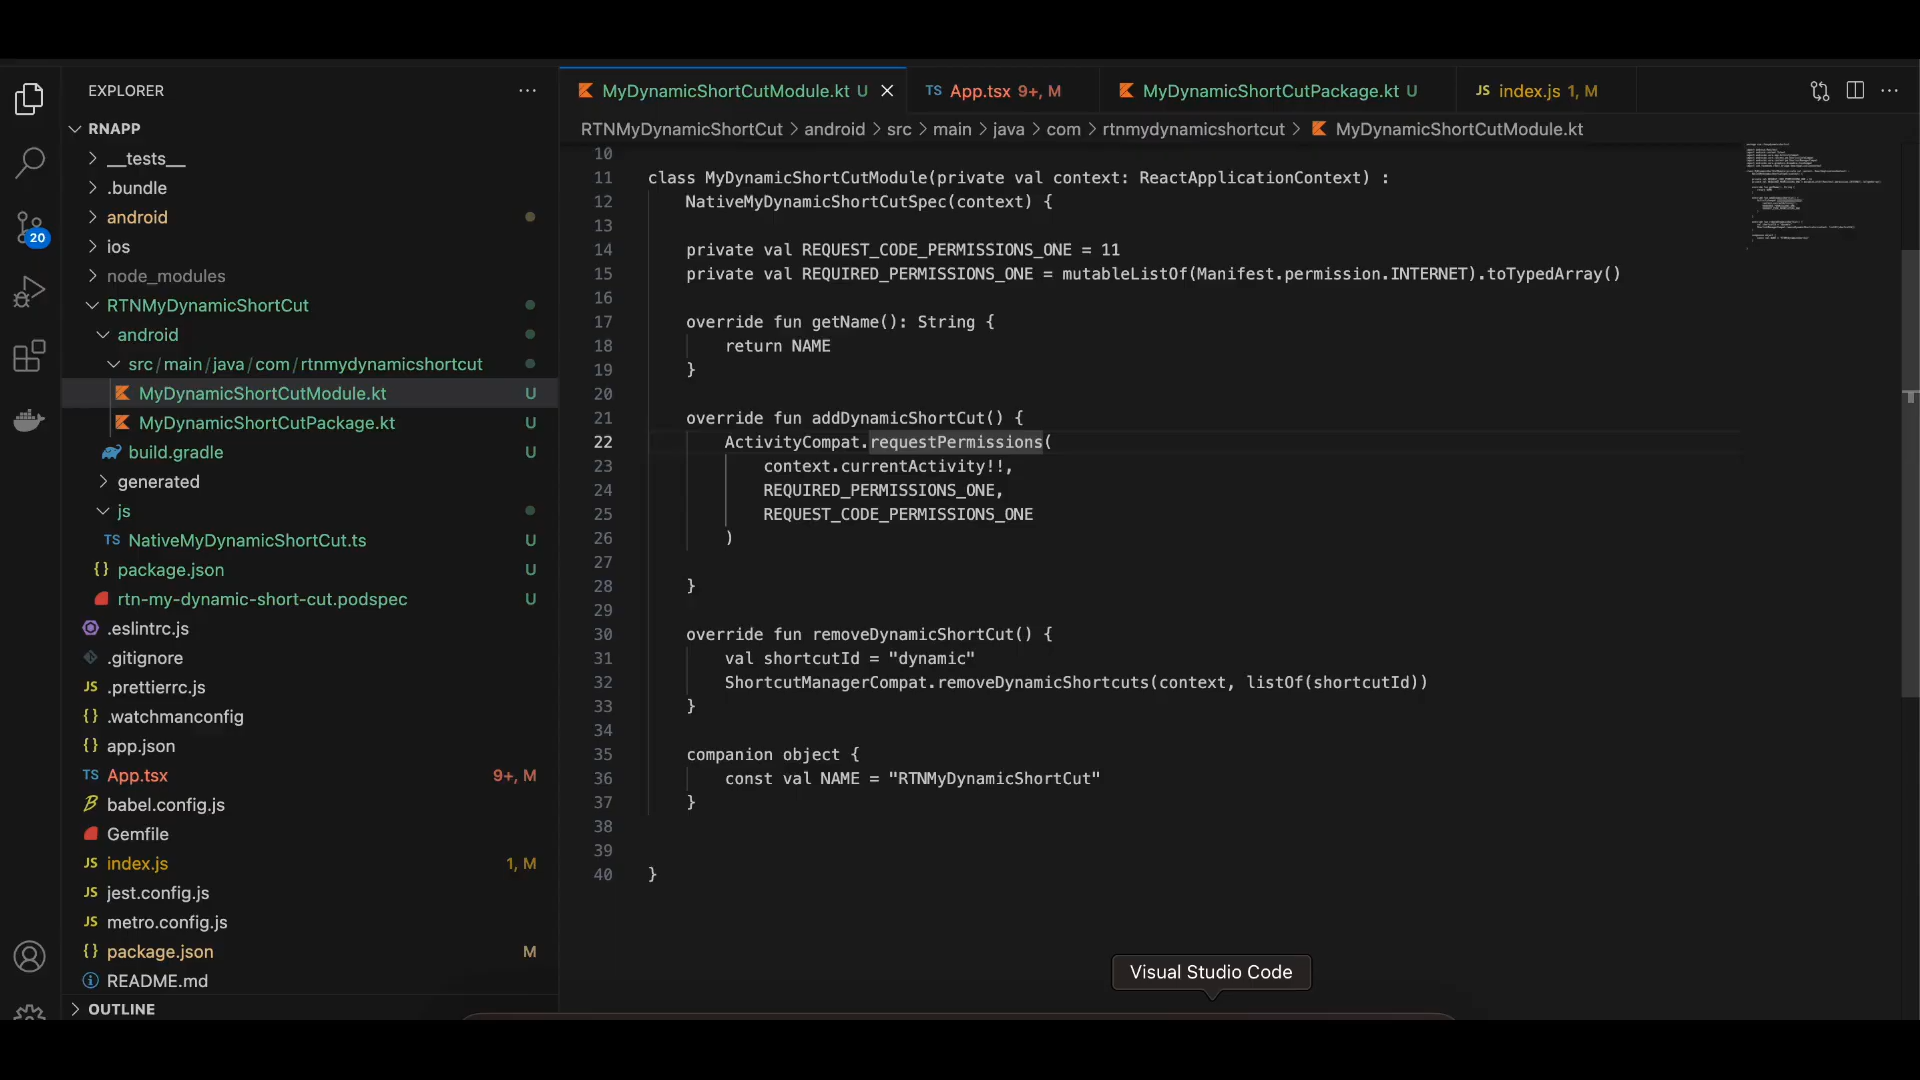 EXPLORER
RNAPP
__tests__
.bundle
android
ios
node_modules
RTNMyDynamicShortCut
android
src/main/java/com/rtnmydynamicshortcut
MyDynamicShortCutModule.kt U
MyDynamicShortCutPackage.kt U
build.gradle U
generated
js
TS NativeMyDynamicShortCut.ts U
{} package.json U
rtn-my-dynamic-short-cut.podspec U
.eslintrc.js
.gitignore
JS .prettierrc.js
{} .watchmanconfig
{} app.json
TS App.tsx 9+, M
babel.config.js
Gemfile
JS index.js 1, M
JS jest.config.js
JS metro.config.js
{} package.json M
README.md
OUTLINE
20
MyDynamicShortCutModule.kt U
TS App.tsx 9+, M
MyDynamicShortCutPackage.kt U
JS index.js 1, M
RTNMyDynamicShortCut > android > src > main > java > com > rtnmydynamicshortcut > MyDynamicShortCutModule.kt
10
11 class MyDynamicShortCutModule(private val context: ReactApplicationContext) :
12 NativeMyDynamicShortCutSpec(context) {
13
14 private val REQUEST_CODE_PERMISSIONS_ONE = 11
15 private val REQUIRED_PERMISSIONS_ONE = mutableListOf(Manifest.permission.INTERNET).toTypedArray()
16
17 override fun getName(): String {
18 return NAME
19 }
20
21 override fun addDynamicShortCut() {
22 ActivityCompat.requestPermissions(
23 context.currentActivity!!,
24 REQUIRED_PERMISSIONS_ONE,
25 REQUEST_CODE_PERMISSIONS_ONE
26 )
27
28 }
29
30 override fun removeDynamicShortCut() {
31 val shortcutId = "dynamic"
32 ShortcutManagerCompat.removeDynamicShortcuts(context, listOf(shortcutId))
33 }
34
35 companion object {
36 const val NAME = "RTNMyDynamicShortCut"
37 }
38
39
40 }
Visual Studio Code